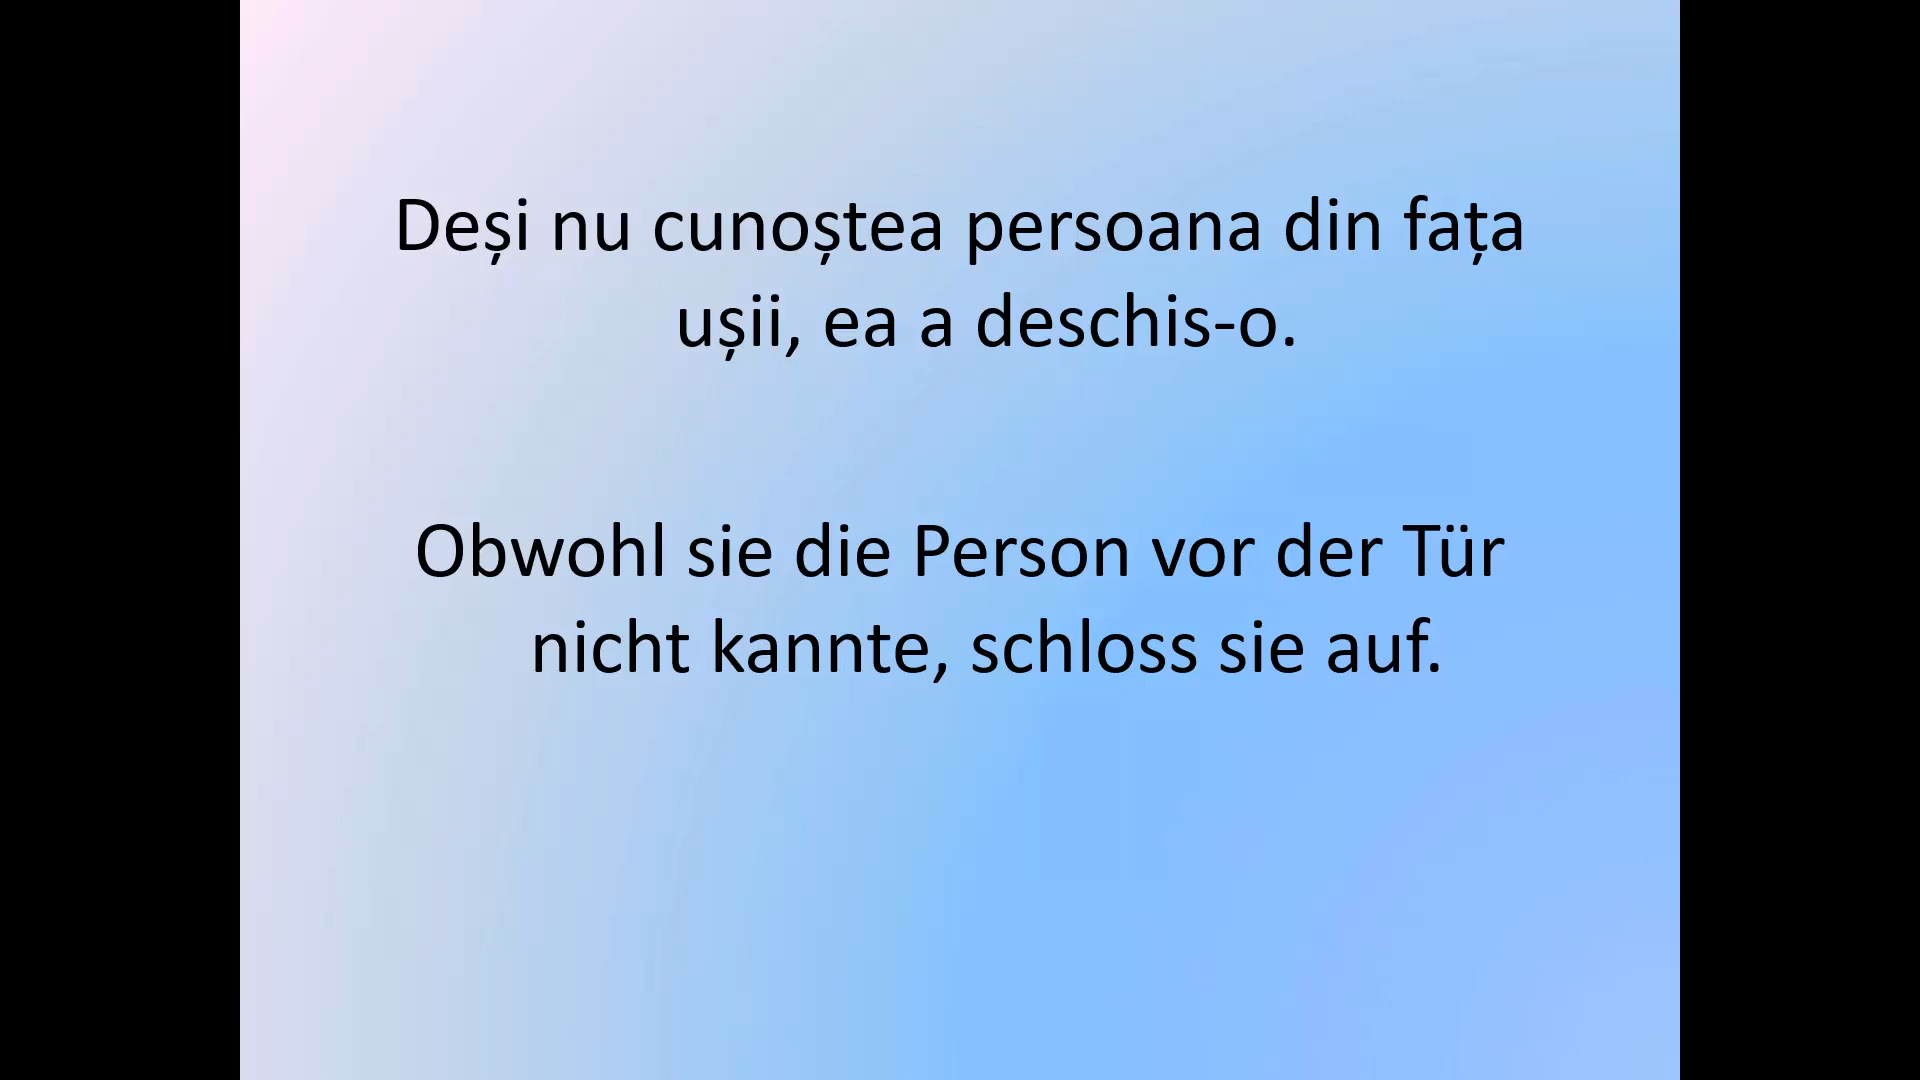 Deși nu cunoștea persoana din fața
ușii, ea a deschis-o.
Obwohl sie die Person vor der Tür
nicht kannte, schloss sie auf.